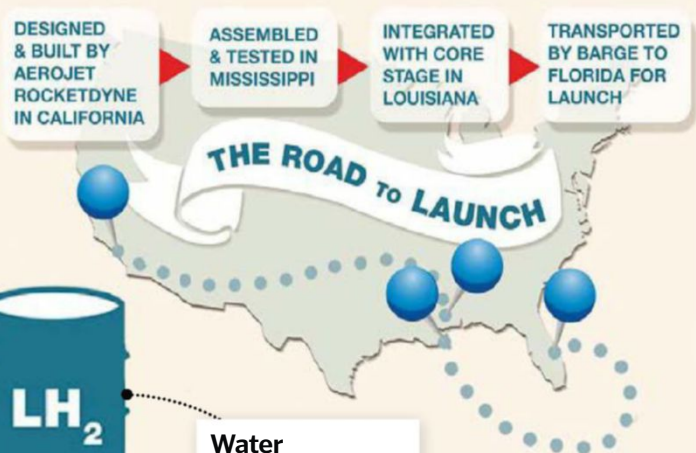 DESIGNED
& BUILT BY
AEROJET
ROCKETDYNE
IN CALIFORNIA
ASSEMBLED
& TESTED IN
MISSISSIPPI
INTEGRATED
WITH CORE
STAGE IN
LOUISIANA
TRANSPORTED
BY BARGE TO
FLORIDA FOR
LAUNCH
THE ROAD TO LAUNCH
LH2
Water